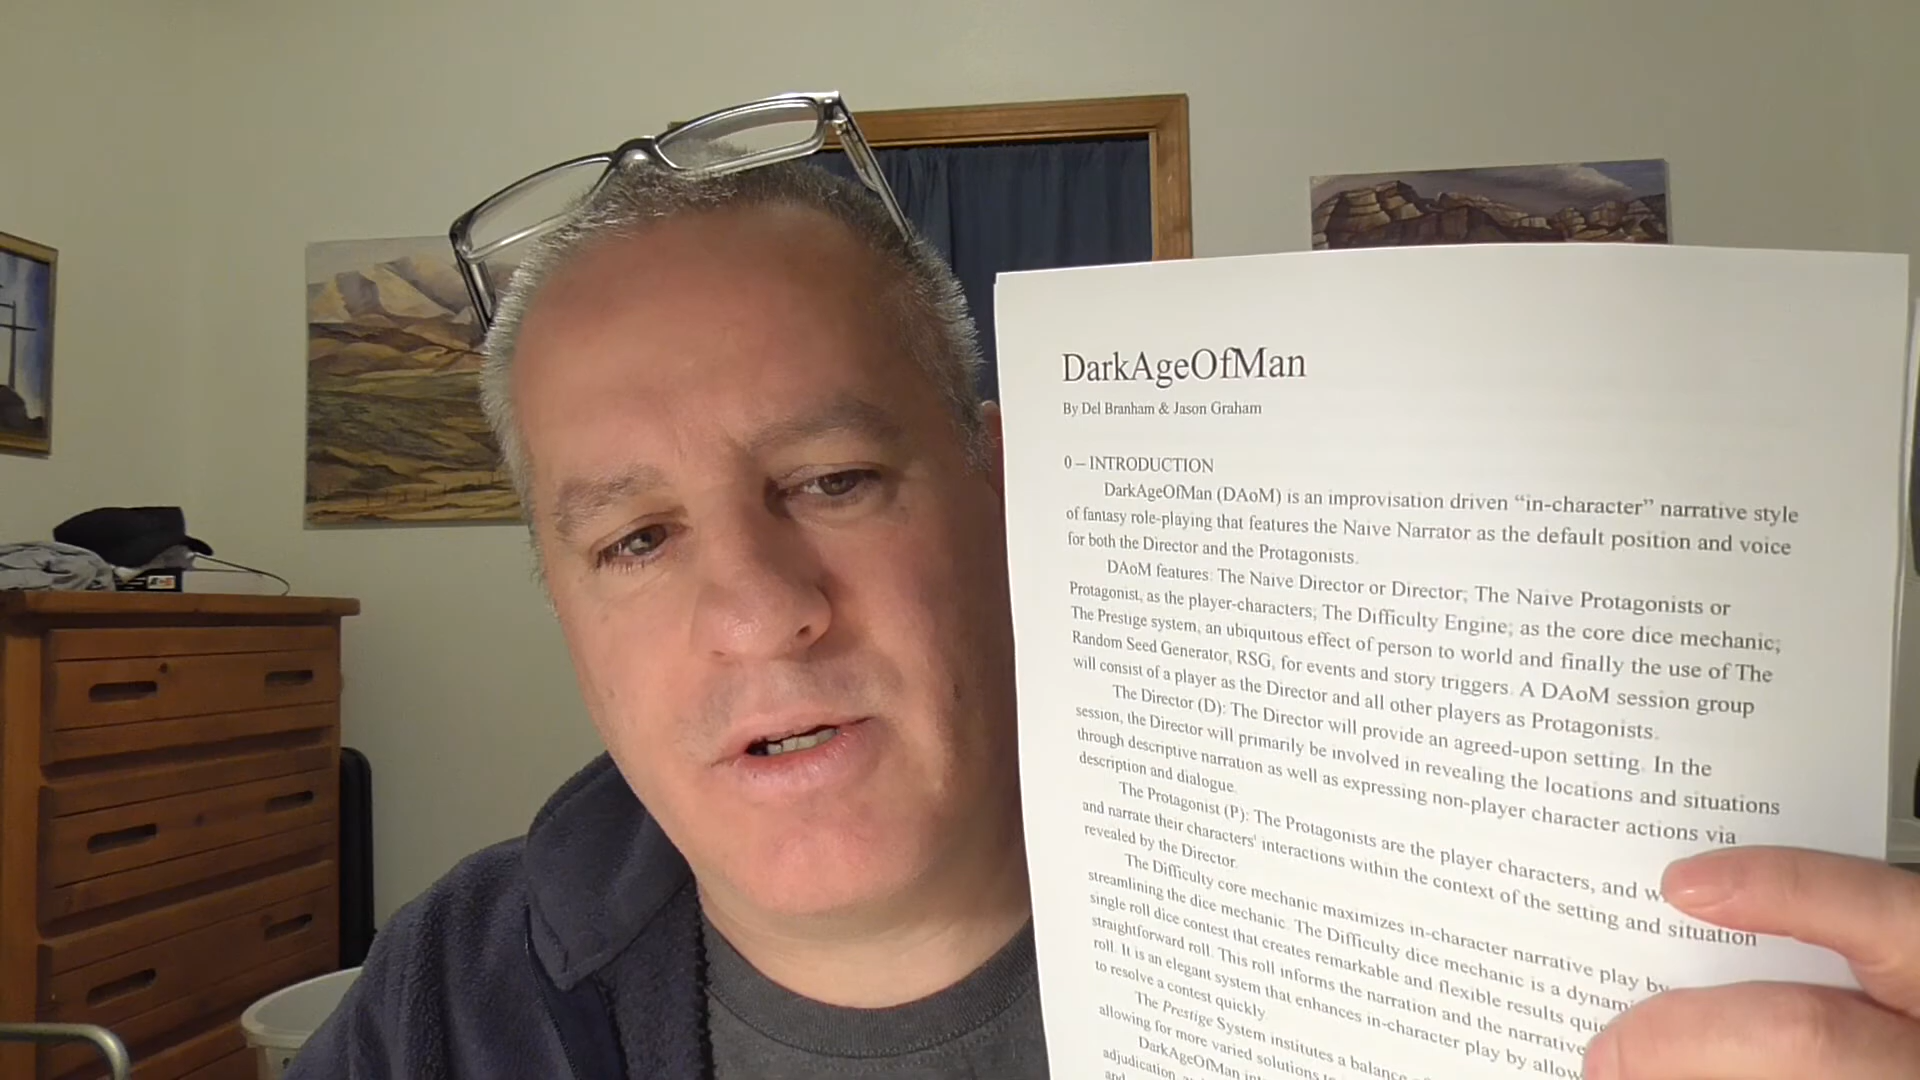 DarkAgeOfMan
By Del Branham & Jason Graham
0 – INTRODUCTION
DarkAgeOfMan (DAoM) is an improvisation driven “in-character” narrative style
of fantasy role-playing that features the Naive Narrator as the default position and voice
for both the Director and the Protagonists.
DAoM features: The Naive Director or Director; The Naive Protagonists or
Protagonist, as the player-characters; The Difficulty Engine; as the core dice mechanic;
The Prestige system, an ubiquitous effect of person to world and finally the use of The
Random Seed Generator, RSG, for events and story triggers. A DAoM session group
will consist of a player as the Director and all other players as Protagonists.
The Director (D): The Director will provide an agreed-upon setting. In the
session, the Director will primarily be involved in revealing the locations and situations
through descriptive narration as well as expressing non-player character actions via
description and dialogue.
The Protagonist (P): The Protagonists are the player characters, and
and narrate their characters' interactions within the context of the setting and situation
revealed by the Director.
The Difficulty core mechanic maximizes in-character narrative play by
streamlining the dice mechanic. The Difficulty dice mechanic is a
single roll dice contest that creates remarkable and flexible results
straightforward roll. This roll informs the narration and the narrative
roll. It is an elegant system that enhances in-character play by
to resolve a contest quickly.
The Prestige System institutes a balance
allowing for more varied solutions
DarkAgeOfMan
adjudication
and